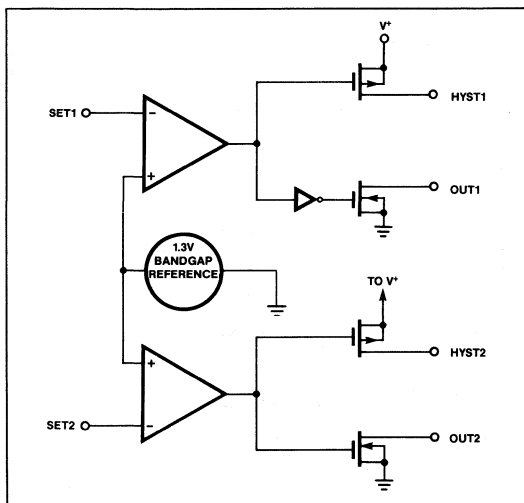 V+
HYST1
SET1
−
+
OUT1
1.3V
BANDGAP
REFERENCE
TO V+
HYST2
+
−
SET2
OUT2